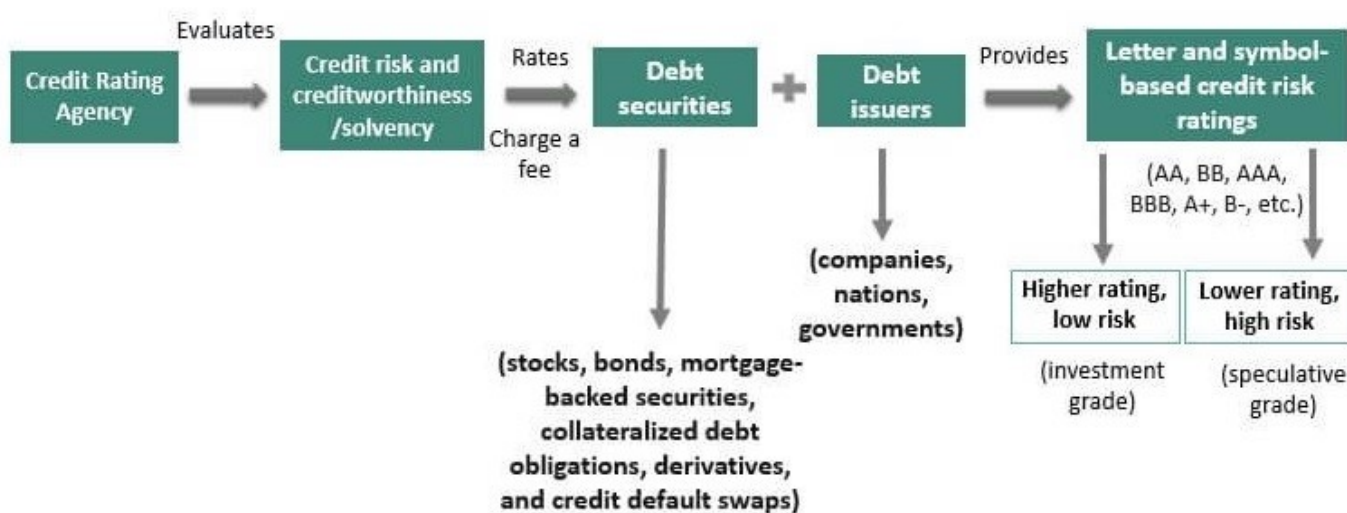 Evaluates
Credit Rating
Agency
Credit risk and
creditworthiness
/solvency
Rates
Charge a
fee
Debt
securities
Debt
issuers
Provides
Letter and symbol-
based credit risk
ratings
(stocks, bonds, mortgage-
backed securities,
collateralized debt
obligations, derivatives,
and credit default swaps)
(companies,
nations,
governments)
(AA, BB, AAA,
BBB, A+, B-, etc.)
Higher rating,
low risk
(investment
grade)
Lower rating,
high risk
(speculative
grade)